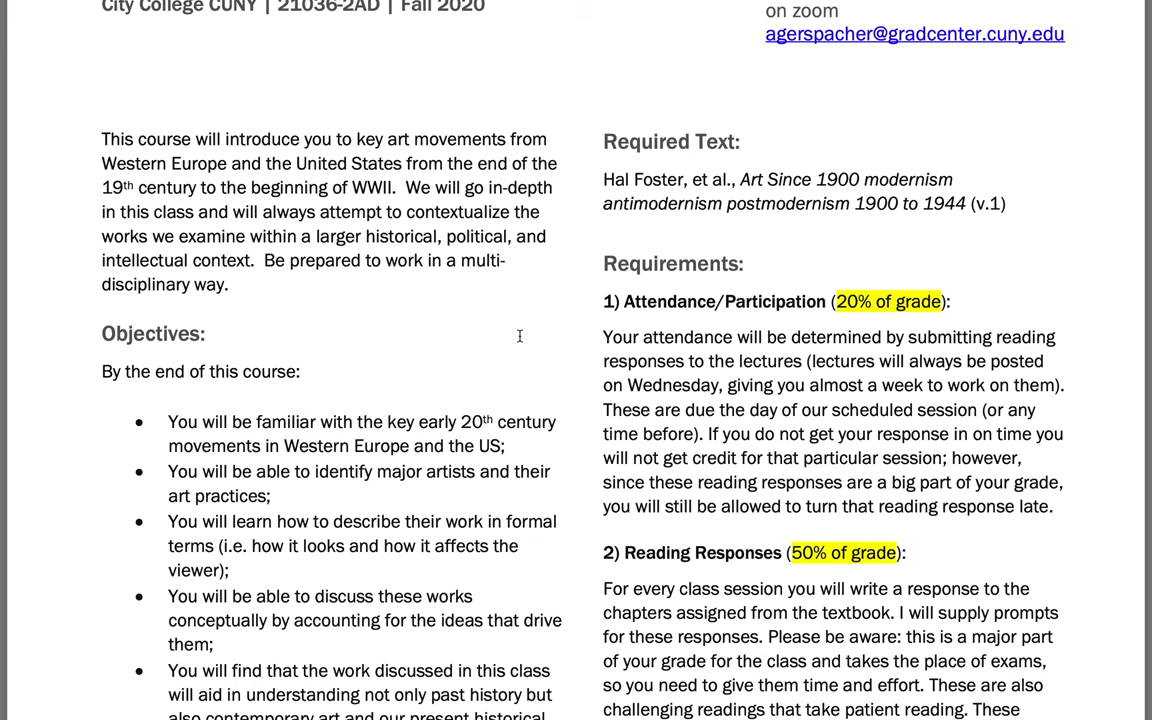 City College CUNY | 21036-2AD | Fall 2020
on zoom
agerspacher@gradcenter.cuny.edu
This course will introduce you to key art movements from
Western Europe and the United States from the end of the
19th century to the beginning of WWII.  We will go in-depth
in this class and will always attempt to contextualize the
works we examine within a larger historical, political, and
intellectual context.  Be prepared to work in a multi-
disciplinary way.
Objectives:
By the end of this course:
• You will be familiar with the key early 20th century
movements in Western Europe and the US;
• You will be able to identify major artists and their
art practices;
• You will learn how to describe their work in formal
terms (i.e. how it looks and how it affects the
viewer);
• You will be able to discuss these works
conceptually by accounting for the ideas that drive
them;
• You will find that the work discussed in this class
will aid in understanding not only past history but
also contemporary art and our present historical
Required Text:
Hal Foster, et al., Art Since 1900 modernism
antimodernism postmodernism 1900 to 1944 (v.1)
Requirements:
1) Attendance/Participation (20% of grade):
Your attendance will be determined by submitting reading
responses to the lectures (lectures will always be posted
on Wednesday, giving you almost a week to work on them).
These are due the day of our scheduled session (or any
time before). If you do not get your response in on time you
will not get credit for that particular session; however,
since these reading responses are a big part of your grade,
you will still be allowed to turn that reading response late.
2) Reading Responses (50% of grade):
For every class session you will write a response to the
chapters assigned from the textbook. I will supply prompts
for these responses. Please be aware: this is a major part
of your grade for the class and takes the place of exams,
so you need to give them time and effort. These are also
challenging readings that take patient reading. These